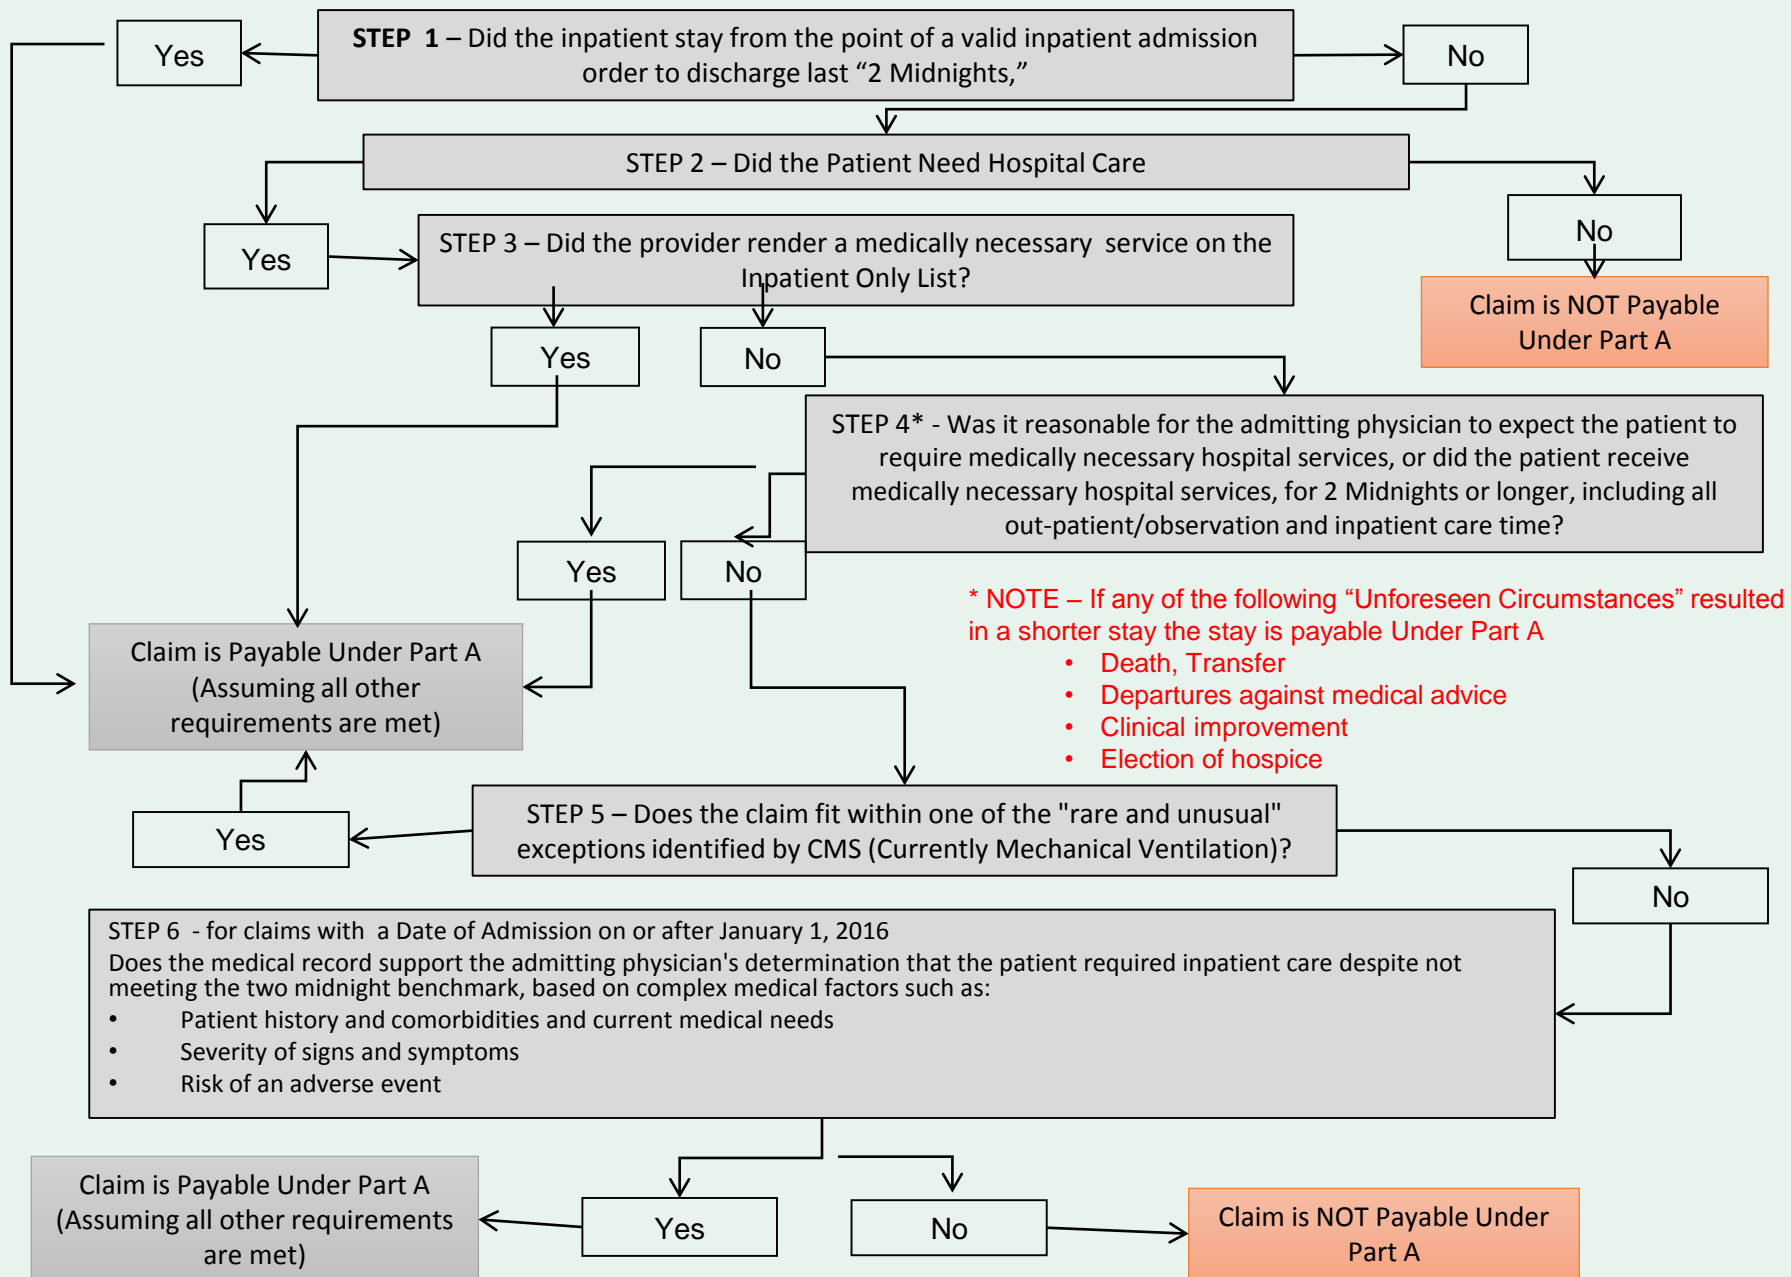 Yes
STEP 1 – Did the inpatient stay from the point of a valid inpatient admission
order to discharge last “2 Midnights,”
No
STEP 2 – Did the Patient Need Hospital Care
Yes
STEP 3 – Did the provider render a medically necessary service on the
Inpatient Only List?
No
Claim is NOT Payable
Under Part A
Yes
No
STEP 4* - Was it reasonable for the admitting physician to expect the patient to
require medically necessary hospital services, or did the patient receive
medically necessary hospital services, for 2 Midnights or longer, including all
out-patient/observation and inpatient care time?
Yes
No
* NOTE – If any of the following “Unforeseen Circumstances” resulted
in a shorter stay the stay is payable Under Part A
• Death, Transfer
• Departures against medical advice
• Clinical improvement
• Election of hospice
Claim is Payable Under Part A
(Assuming all other
requirements are met)
STEP 5 – Does the claim fit within one of the "rare and unusual"
exceptions identified by CMS (Currently Mechanical Ventilation)?
Yes
No
STEP 6 - for claims with a Date of Admission on or after January 1, 2016
Does the medical record support the admitting physician's determination that the patient required inpatient care despite not
meeting the two midnight benchmark, based on complex medical factors such as:
• Patient history and comorbidities and current medical needs
• Severity of signs and symptoms
• Risk of an adverse event
Claim is Payable Under Part A
(Assuming all other requirements
are met)
Yes
No
Claim is NOT Payable Under
Part A